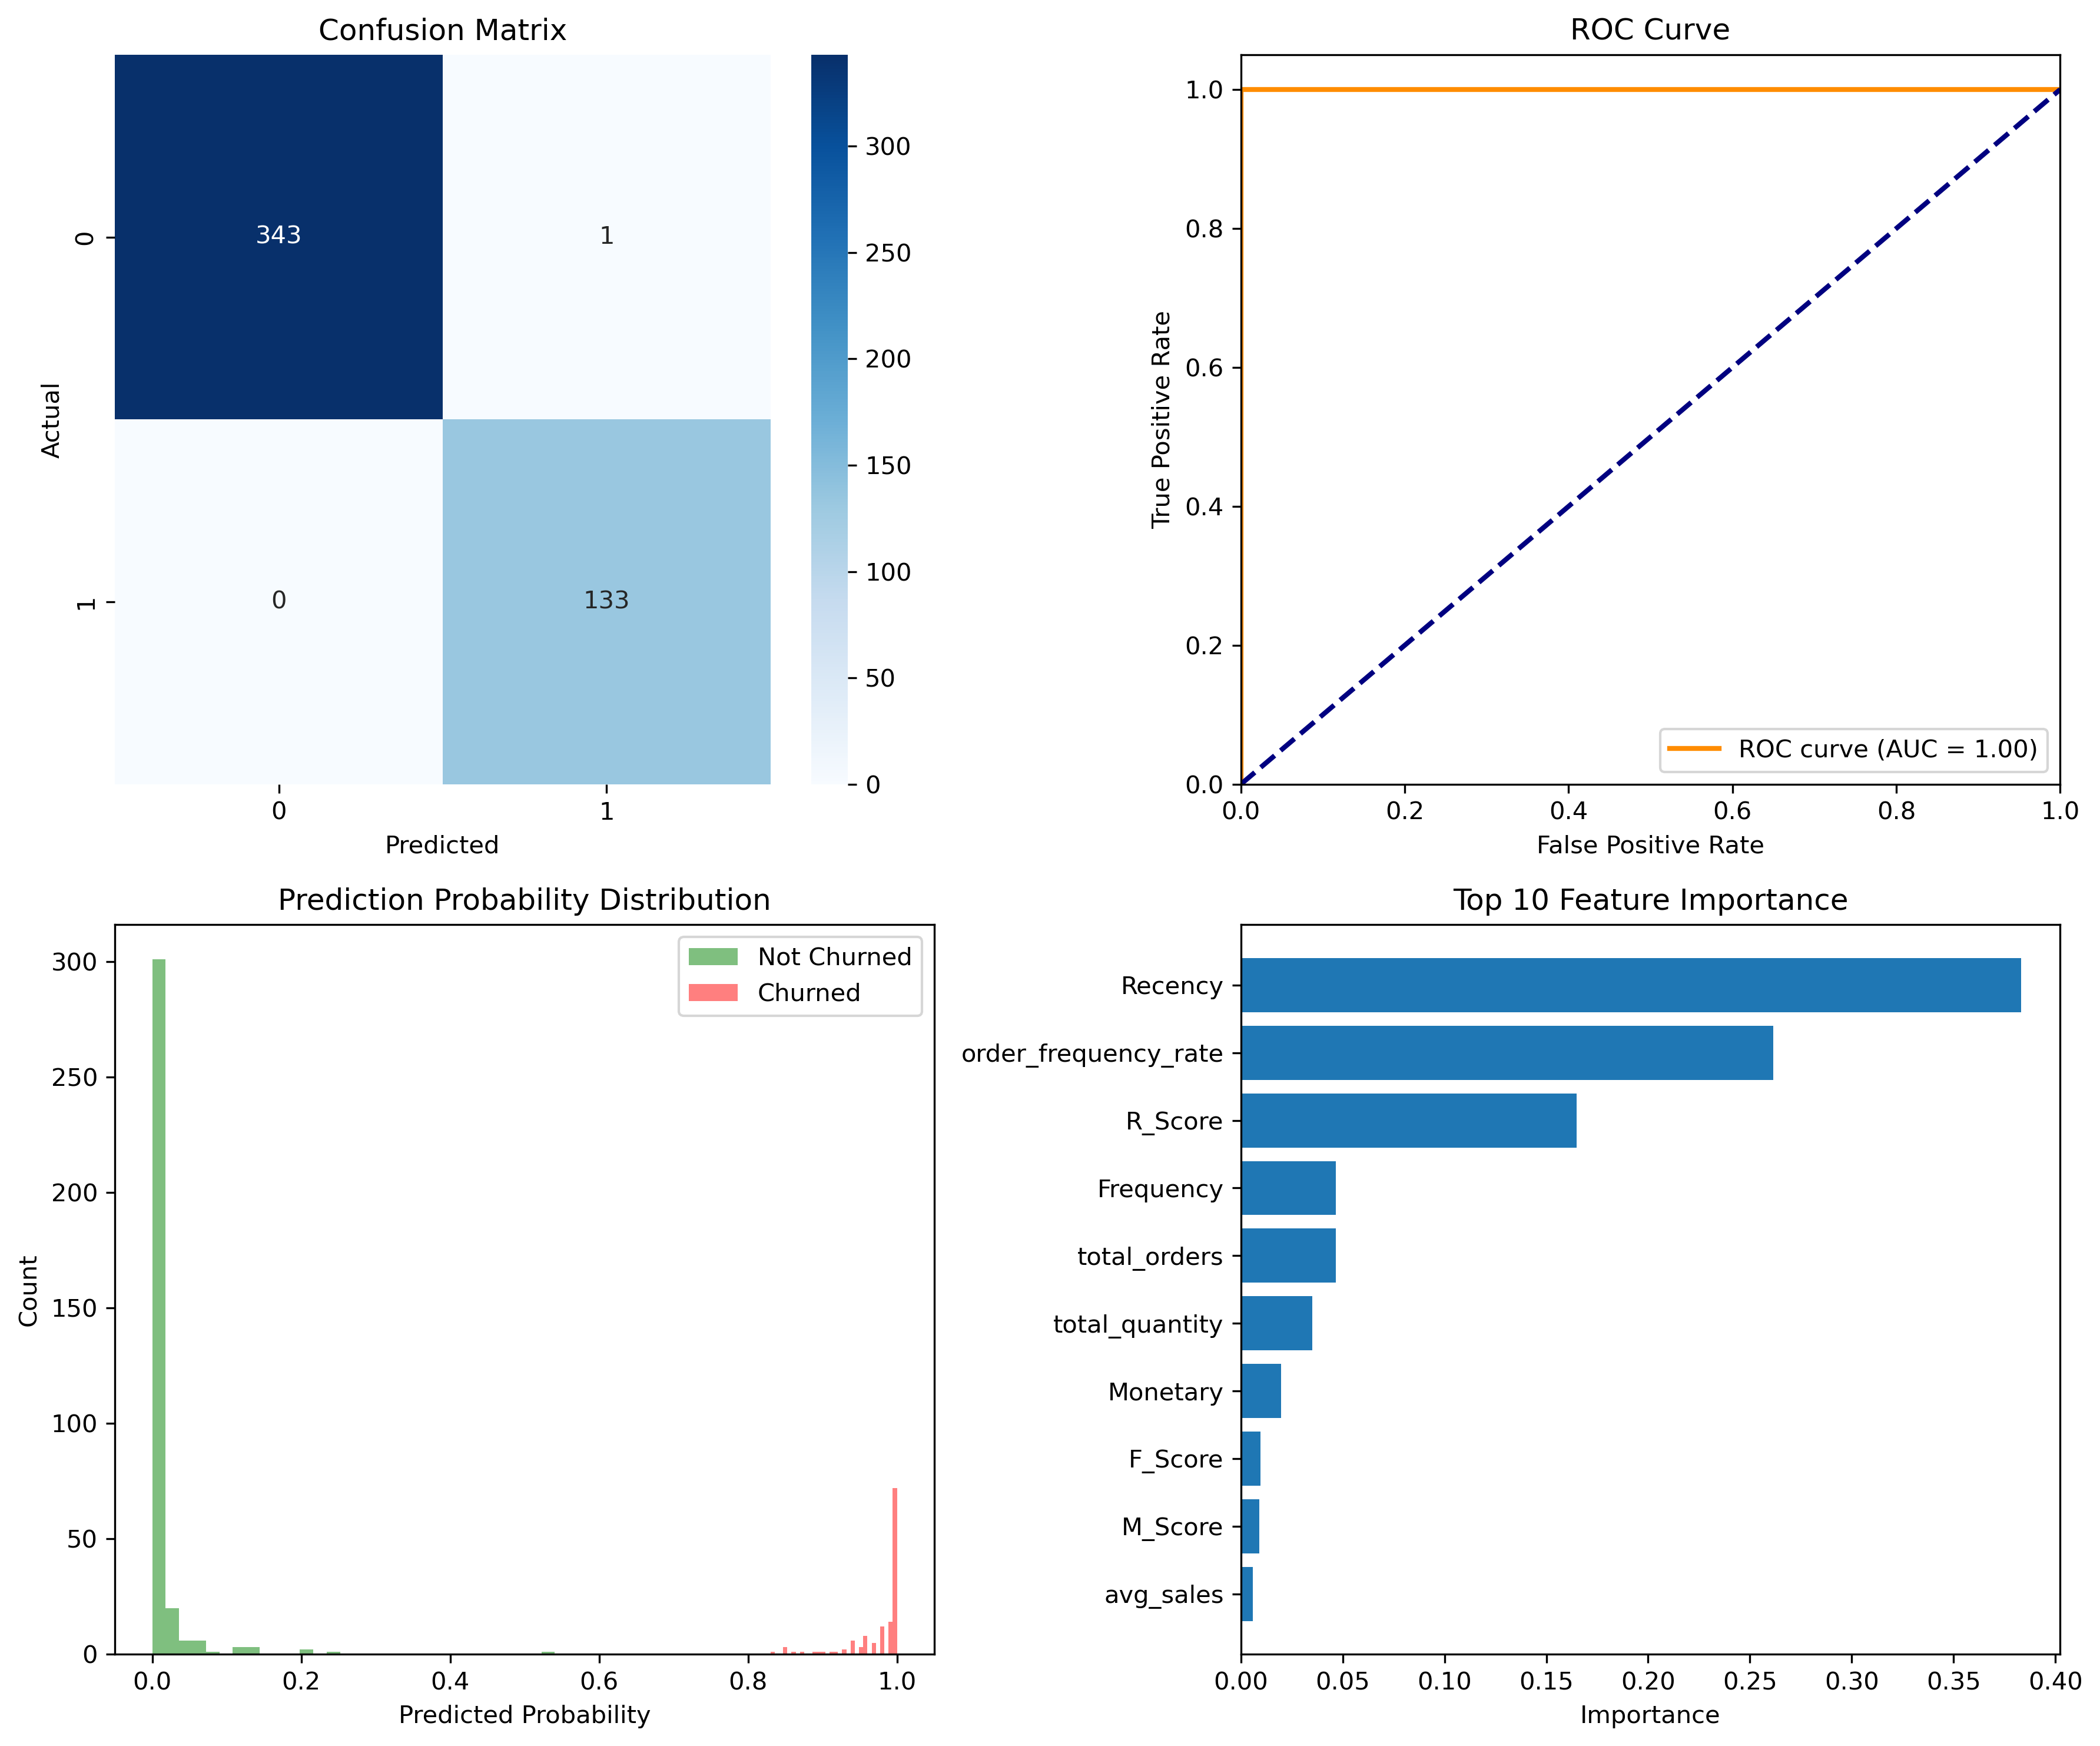 Confusion Matrix
343
1
0
133
0
1
Actual
0
1
Predicted
300
250
200
150
100
50
0
ROC Curve
1.0
0.8
0.6
0.4
0.2
0.0
True Positive Rate
0.0 0.2 0.4 0.6 0.8 1.0
False Positive Rate
ROC curve (AUC = 1.00)
Prediction Probability Distribution
Not Churned
Churned
300
250
200
150
100
50
0
Count
0.0 0.2 0.4 0.6 0.8 1.0
Predicted Probability
Top 10 Feature Importance
Recency
order_frequency_rate
R_Score
Frequency
total_orders
total_quantity
Monetary
F_Score
M_Score
avg_sales
0.00 0.05 0.10 0.15 0.20 0.25 0.30 0.35 0.40
Importance